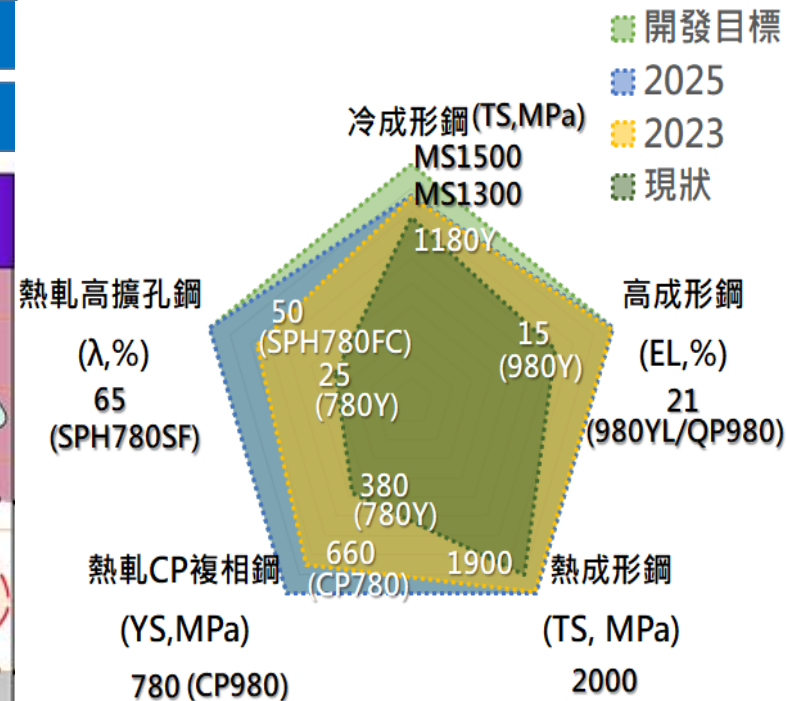 開發目標
2025
2023
現狀
冷成形鋼(TS,MPa)
MS1500
MS1300
1180Y
熱軋高擴孔鋼
(λ,%)
65
(SPH780SF)
50
(SPH780FC)
25
(780Y)
15
(980Y)
高成形鋼
(EL,%)
21
(980YL/QP980)
380
(780Y)
660
(CP780)
1900
熱軋CP複相鋼
(YS,MPa)
780 (CP980)
熱成形鋼
(TS, MPa)
2000